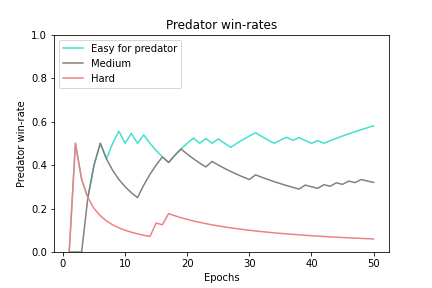 Predator win-rates
Easy for predator
Medium
Hard
Predator win-rate
1.0
0.8
0.6
0.4
0.2
0.0
0
10
20
30
40
50
Epochs